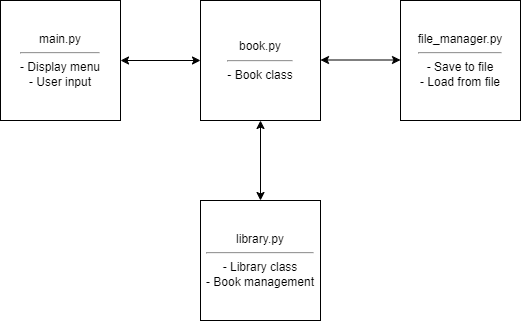 main.py
- Display menu
- User input
book.py
- Book class
file_manager.py
- Save to file
- Load from file
library.py
- Library class
- Book management